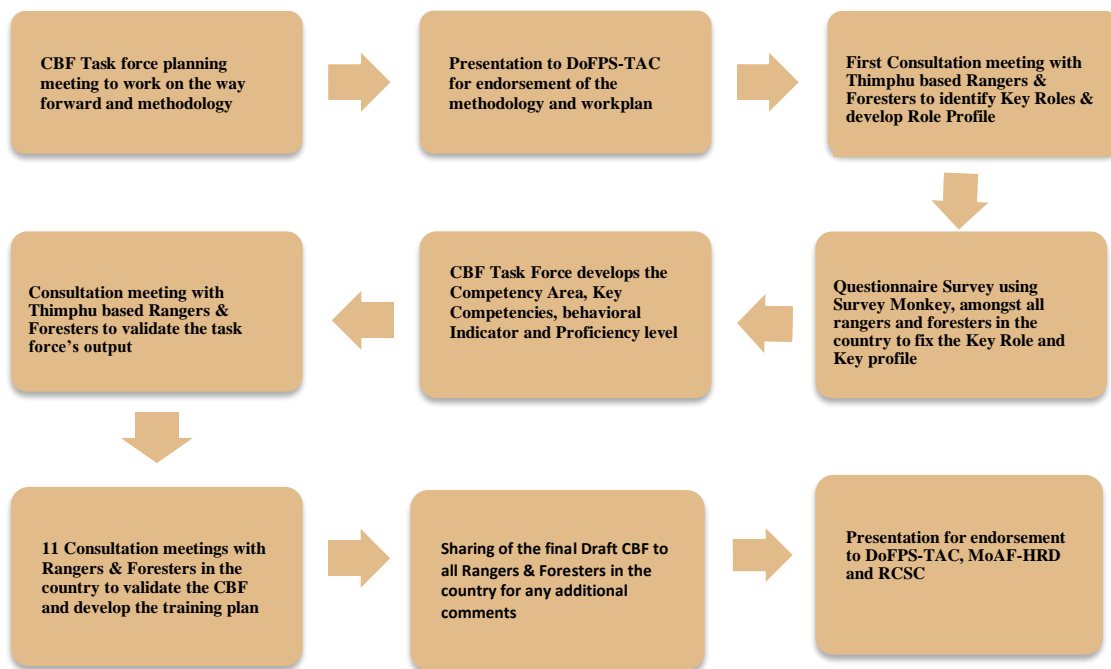 CBF Task force planning
meeting to work on the way
forward and methodology
Presentation to DoFPS-TAC
for endorsement of the
methodology and workplan
First Consultation meeting with
Thimphu based Rangers &
Foresters to identify Key Roles &
develop Role Profile
Questionnaire Survey using
Survey Monkey, amongst all
rangers and foresters in the
country to fix the Key Role and
Key profile
CBF Task Force develops the
Competency Area, Key
Competencies, behavioral
Indicator and Proficiency level
Consultation meeting with
Thimphu based Rangers &
Foresters to validate the task
force's output
11 Consultation meetings with
Rangers & Foresters in the
country to validate the CBF
and develop the training plan
Sharing of the final Draft CBF to
all Rangers & Foresters in the
country for any additional
comments
Presentation for endorsement
to DoFPS-TAC, MoAF-HRD
and RCSC